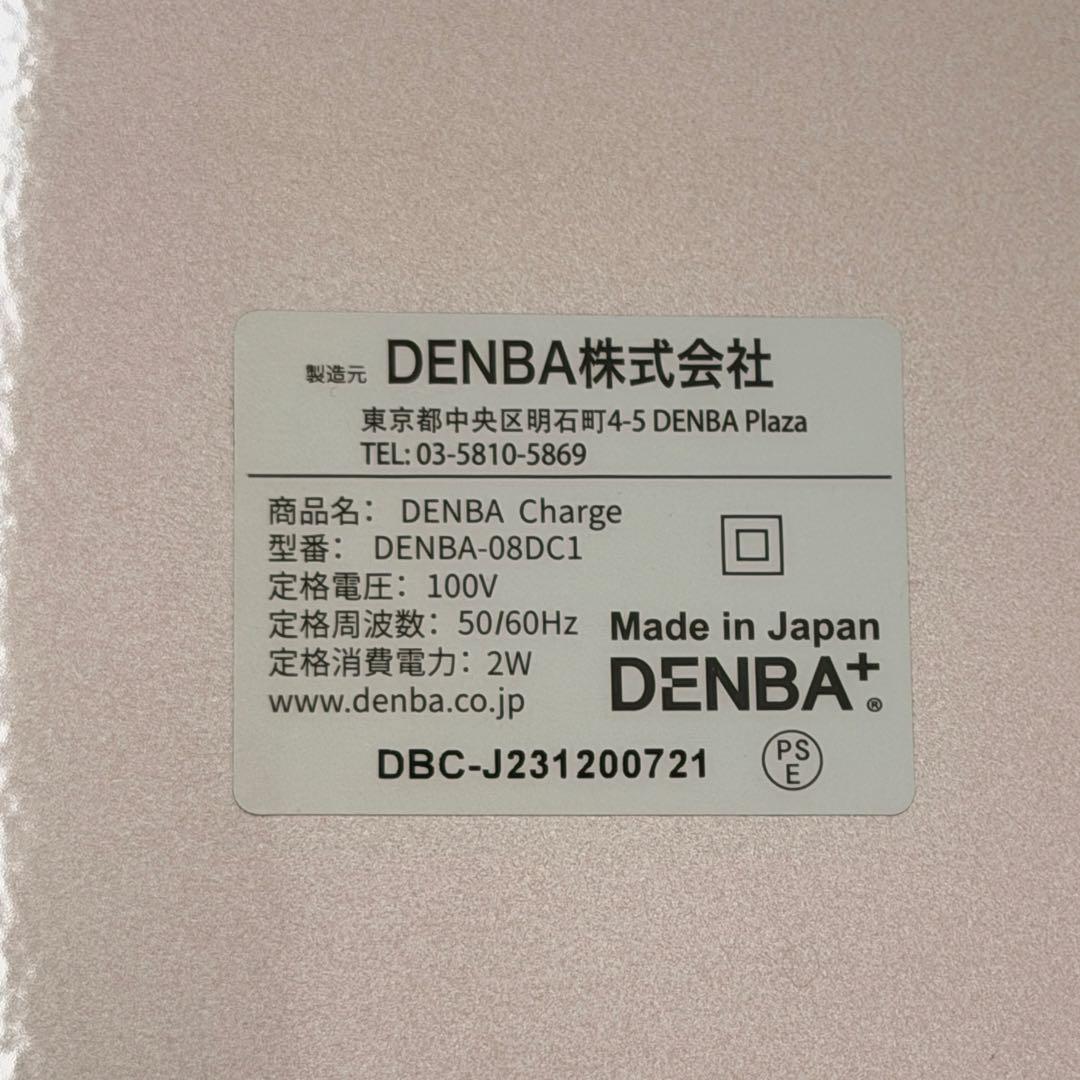 製造元 DENBA株式会社
東京都中央区明石町4-5 DENBA Plaza
TEL: 03-5810-5869
商品名： DENBA Charge
型番： DENBA-08DC1
定格電圧：100V
定格周波数：50/60Hz
定格消費電力：2W
www.denba.co.jp
Made in Japan
DENBA+®
DBC-J231200721
PS
E